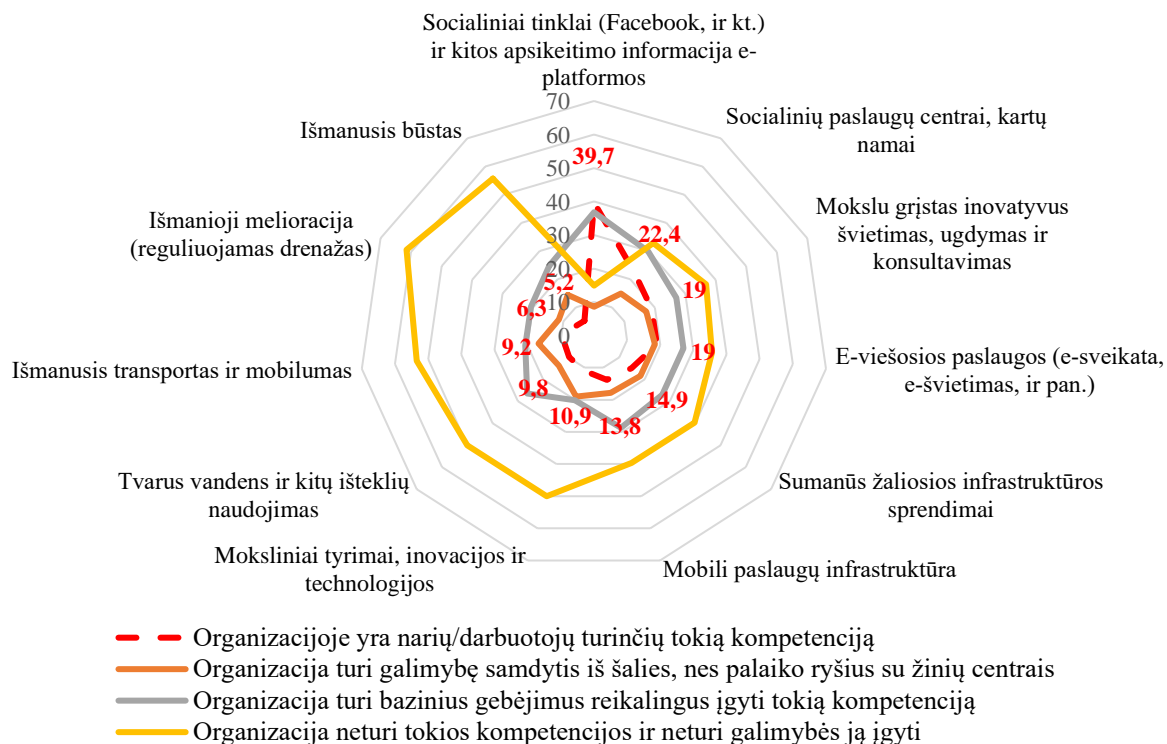 Socialiniai tinklai (Facebook, ir kt.)
ir kitos apsikeitimo informacija e-
platformos
Socialinių paslaugų centrai, kartų
namai
Mokslu grįstas inovatyvus
švietimas, ugdymas ir
konsultavimas
E-viešosios paslaugos (e-sveikata,
e-švietimas, ir pan.)
Sumanūs žaliosios infrastruktūros
sprendimai
Mobili paslaugų infrastruktūra
Moksliniai tyrimai, inovacijos ir
technologijos
Tvarus vandens ir kitų išteklių
naudojimas
Išmanusis transportas ir mobilumas
Išmanioji melioracija
(reguliuojamas drenažas)
Išmanusis būstas
70
60
50
40
30
20
10
0
39,7
22,4
19
19
14,9
13,8
10,9
9,8
9,2
6,3
5,2
Organizacijoje yra narių/darbuotojų turinčių tokią kompetenciją
Organizacija turi galimybę samdytis iš šalies, nes palaiko ryšius su žinių centrais
Organizacija turi bazinius gebėjimus reikalingus įgyti tokią kompetenciją
Organizacija neturi tokios kompetencijos ir neturi galimybės ją įgyti